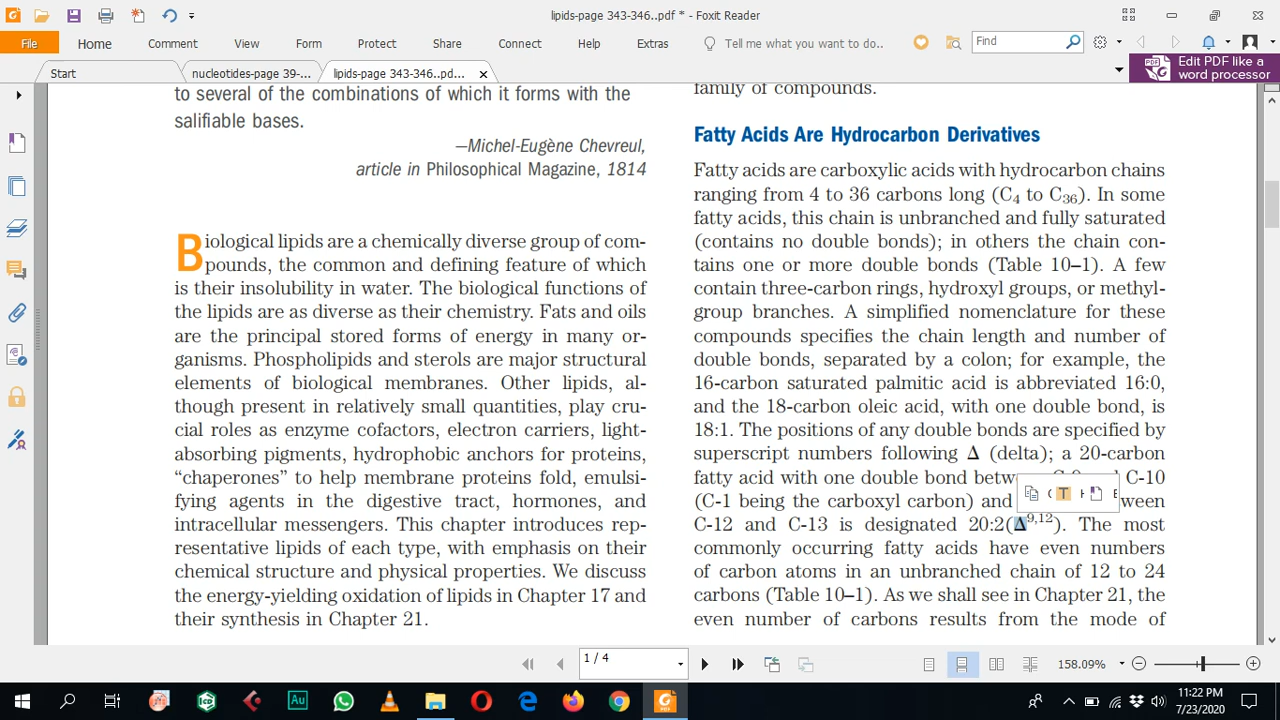 lipids-page 343-346..pdf * - Foxit Reader
File Home Comment View Form Protect Share Connect Help Extras Tell me what you want to do.. Find
Start nucleotides-page 39-... lipids-page 343-346..pd... Edit PDF like a
word processor
to several of the combinations of which it forms with the
salifiable bases.
—Michel-Eugène Chevreul,
article in Philosophical Magazine, 1814
Biological lipids are a chemically diverse group of com-
pounds, the common and defining feature of which
is their insolubility in water. The biological functions of
the lipids are as diverse as their chemistry. Fats and oils
are the principal stored forms of energy in many or-
ganisms. Phospholipids and sterols are major structural
elements of biological membranes. Other lipids, al-
though present in relatively small quantities, play cru-
cial roles as enzyme cofactors, electron carriers, light-
absorbing pigments, hydrophobic anchors for proteins,
“chaperones” to help membrane proteins fold, emulsi-
fying agents in the digestive tract, hormones, and
intracellular messengers. This chapter introduces rep-
resentative lipids of each type, with emphasis on their
chemical structure and physical properties. We discuss
the energy-yielding oxidation of lipids in Chapter 17 and
their synthesis in Chapter 21.
family of compounds.
Fatty Acids Are Hydrocarbon Derivatives
Fatty acids are carboxylic acids with hydrocarbon chains
ranging from 4 to 36 carbons long (C₄ to C₃₆). In some
fatty acids, this chain is unbranched and fully saturated
(contains no double bonds); in others the chain con-
tains one or more double bonds (Table 10–1). A few
contain three-carbon rings, hydroxyl groups, or methyl-
group branches. A simplified nomenclature for these
compounds specifies the chain length and number of
double bonds, separated by a colon; for example, the
16-carbon saturated palmitic acid is abbreviated 16:0,
and the 18-carbon oleic acid, with one double bond, is
18:1. The positions of any double bonds are specified by
superscript numbers following Δ (delta); a 20-carbon
fatty acid with one double bond between C-9 and C-10
(C-1 being the carboxyl carbon) and ween
C-12 and C-13 is designated 20:2(Δ⁹,¹²). The most
commonly occurring fatty acids have even numbers
of carbon atoms in an unbranched chain of 12 to 24
carbons (Table 10–1). As we shall see in Chapter 21, the
even number of carbons results from the mode of
1 / 4 158.09%
11:22 PM
7/23/2020